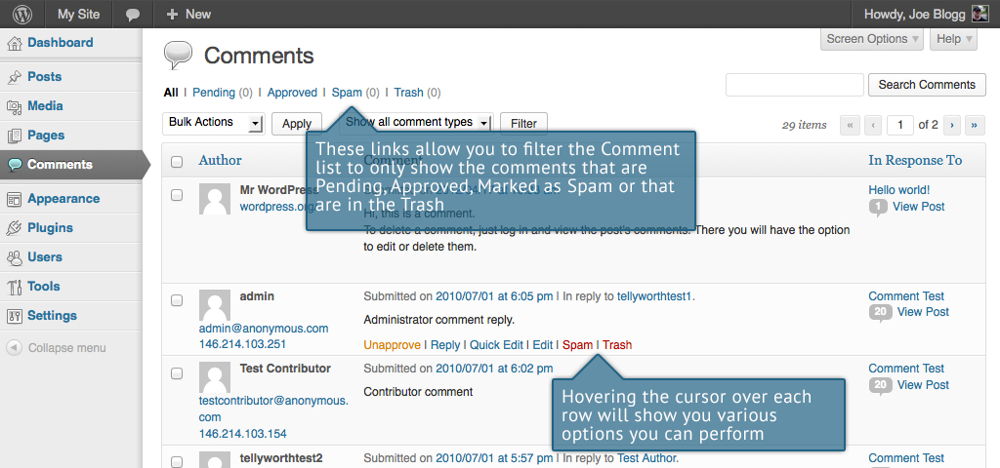 My Site
New
Howdy, Joe Blogg
Dashboard
Posts
Media
Pages
Comments
Appearance
Plugins
Users
Tools
Settings
Collapse menu
Screen Options
Help
Comments
All | Pending (0) | Approved | Spam (0) | Trash (0)
Search Comments
Bulk Actions
Apply
Show all comment types
Filter
29 items « ‹ 1 of 2 › »
These links allow you to filter the Comment
list to only show the comments that are
Pending, Approved, Marked as Spam or that
are in the Trash
Author
Comment
In Response To
Mr WordPress
wordpress.org
Hi, this is a comment.
To delete a comment, just log in and view the post's comments. There you will have the option
to edit or delete them.
Hello world!
1 View Post
admin
admin@anonymous.com
146.214.103.251
Submitted on 2010/07/01 at 6:05 pm | In reply to tellyworthtest1.
Administrator comment reply.
Unapprove | Reply | Quick Edit | Edit | Spam | Trash
Comment Test
20 View Post
Test Contributor
testcontributor@anonymous.
com
146.214.103.154
Submitted on 2010/07/01 at 6:02 pm
Contributor comment
Comment Test
20 View Post
Hovering the cursor over each
row will show you various
options you can perform
tellyworthtest2
Submitted on 2010/07/01 at 5:57 pm | In reply to Test Author.
Comment Test